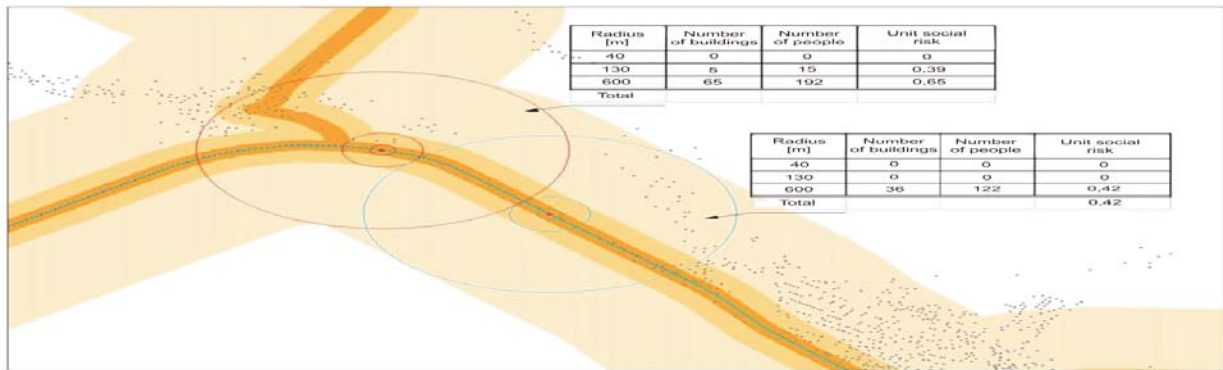 Radius [m] Number of buildings Number of people Unit social risk
40 0 0 0
130 5 15 0,39
600 65 192 0,65
Total
Radius [m] Number of buildings Number of people Unit social risk
40 0 0 0
130 0 0 0
600 36 122 0,42
Total 0,42